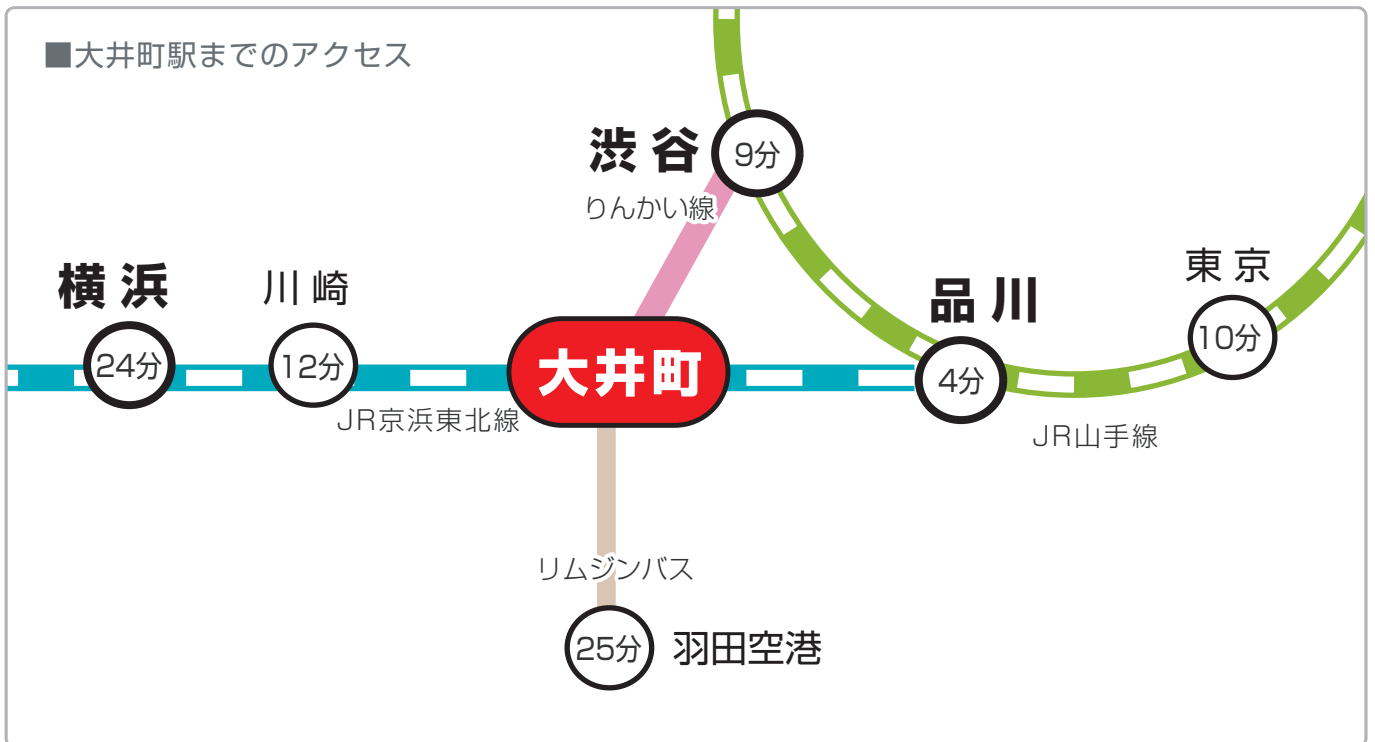 ■大井町駅までのアクセス
渋谷
9分
りんかい線
横浜
川崎
品川
東京
24分
12分
大井町
4分
10分
JR京浜東北線
JR山手線
リムジンバス
25分
羽田空港